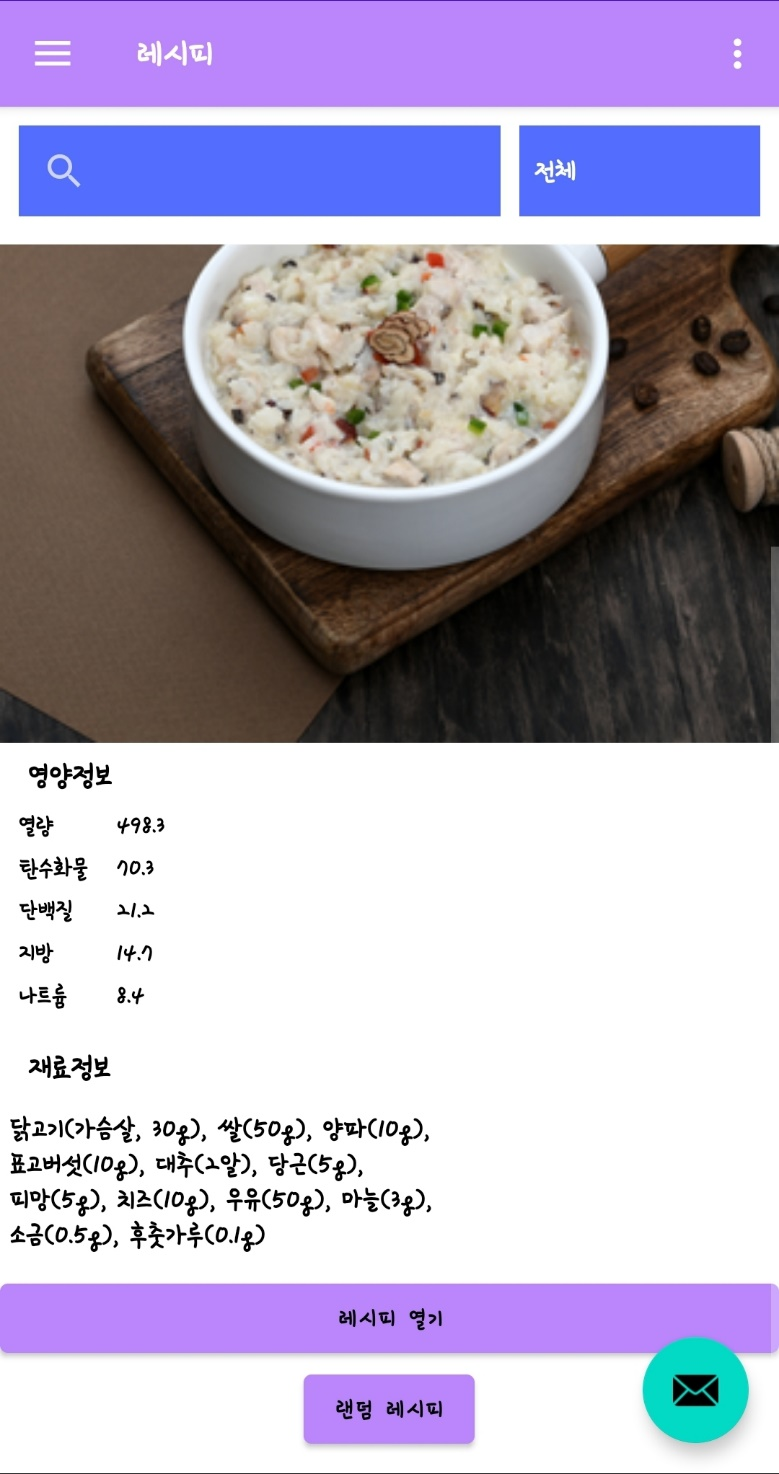 레시피
전체
영양정보
열량 498.3
탄수화물 70.3
단백질 21.2
지방 14.7
나트륨 8.4
재료정보
닭고기(가슴살, 30g), 쌀(50g), 양파(10g),
표고버섯(10g), 대추(2알), 당근(5g),
피망(5g), 치즈(10g), 우유(50g), 마늘(3g),
소금(0.5g), 후춧가루(0.1g)
레시피 열기
랜덤 레시피